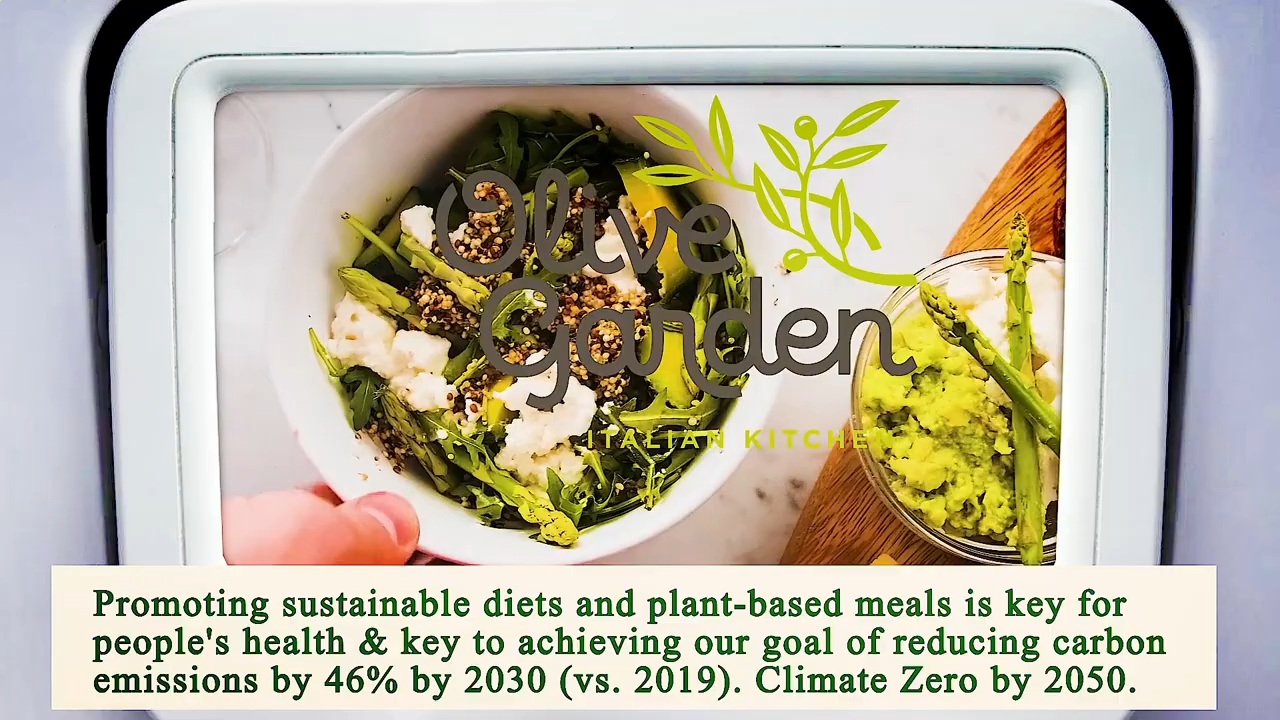 Olive
Garden
ITALIAN KITCHEN
Promoting sustainable diets and plant-based meals is key for
people's health & key to achieving our goal of reducing carbon
emissions by 46% by 2030 (vs. 2019). Climate Zero by 2050.